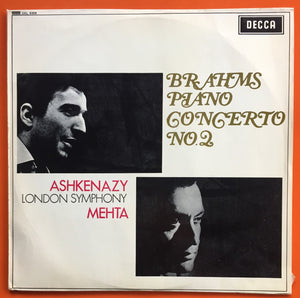 DECCA
BRAHMS
PIANO
CONCERTO
NO.2
ASHKENAZY
LONDON SYMPHONY
MEHTA